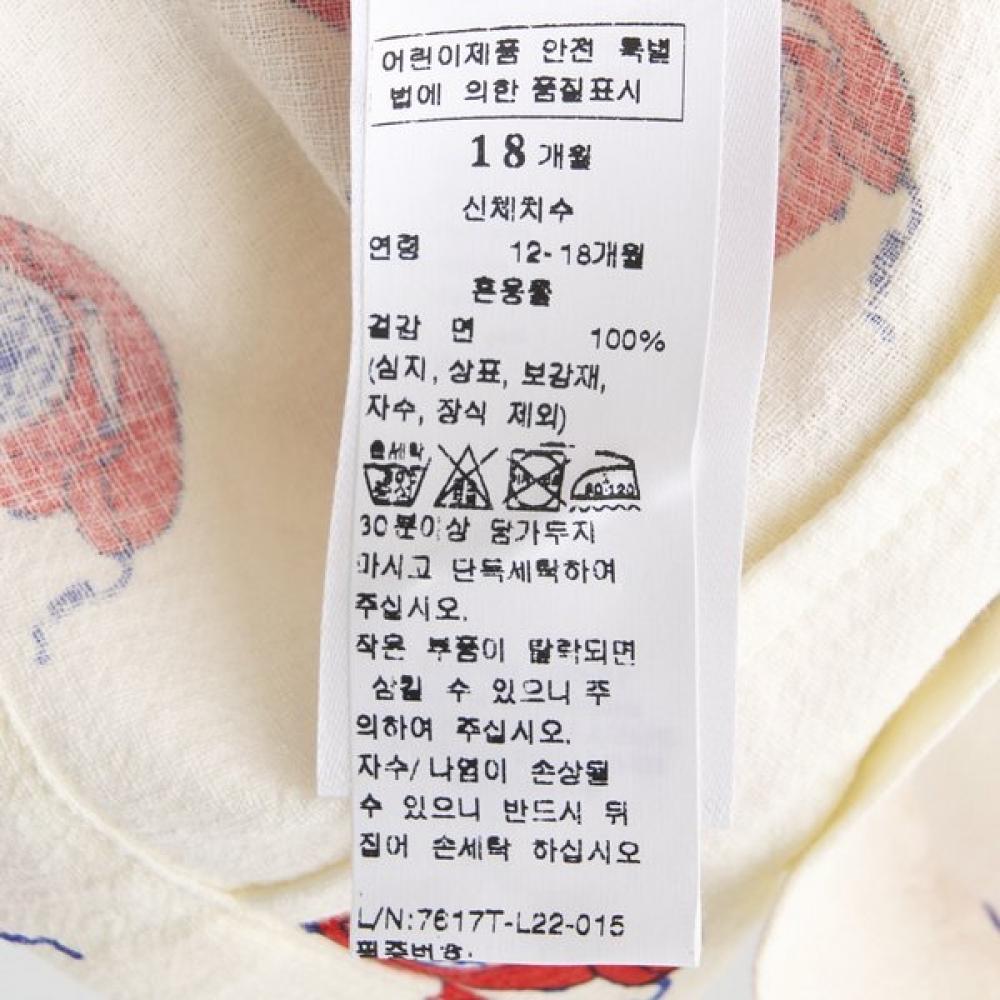 어린이제품 안전 특별
법에 의한 품질표시
18 개월
신체치수
연령 12-18개월
혼용률
겉감 면 100%
(심지, 상표, 보강재,
자수, 장식 제외)
손세탁
80-120
30분이상 담가두지
마시고 단독세탁하여
주십시오.
작은 부품이 탈락되면
삼킬 수 있으니 주
의하여 주십시오.
자수/나염이 손상될
수 있으니 반드시 뒤
집어 손세탁 하십시오
L/N:7617T-L22-015